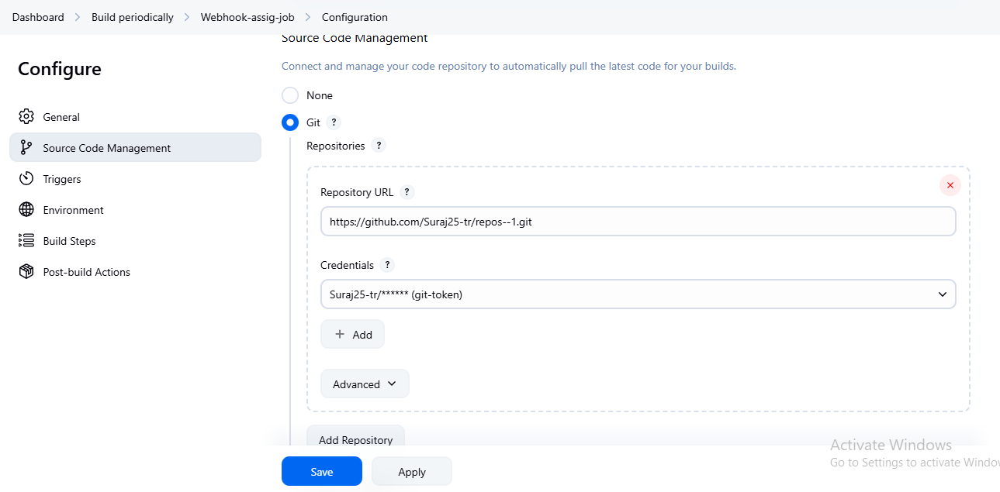 Dashboard > Build periodically > Webhook-assig-job > Configuration
Configure
General
Source Code Management
Triggers
Environment
Build Steps
Post-build Actions
Source Code Management
Connect and manage your code repository to automatically pull the latest code for your builds.
None
Git ?
Repositories ?
Repository URL ?
https://github.com/Suraj25-tr/repos--1.git
Credentials ?
Suraj25-tr/****** (git-token)
+ Add
Advanced
Add Repository
Save Apply
Activate Windows
Go to Settings to activate Window